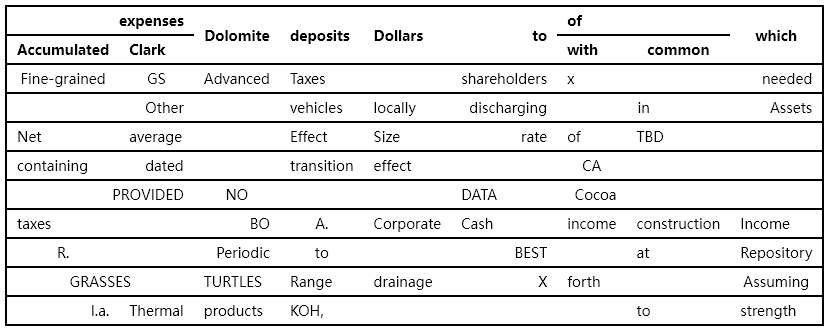 expenses of
Dolomite deposits Dollars to which
Accumulated Clark with common
Fine-grained GS Advanced Taxes shareholders x needed
Other vehicles locally discharging in Assets
Net average Effect Size rate of TBD
containing dated transition effect CA
PROVIDED NO DATA Cocoa
taxes BO A. Corporate Cash income construction Income
R. Periodic to BEST at Repository
GRASSES TURTLES Range drainage X forth Assuming
I.a. Thermal products KOH, to strength